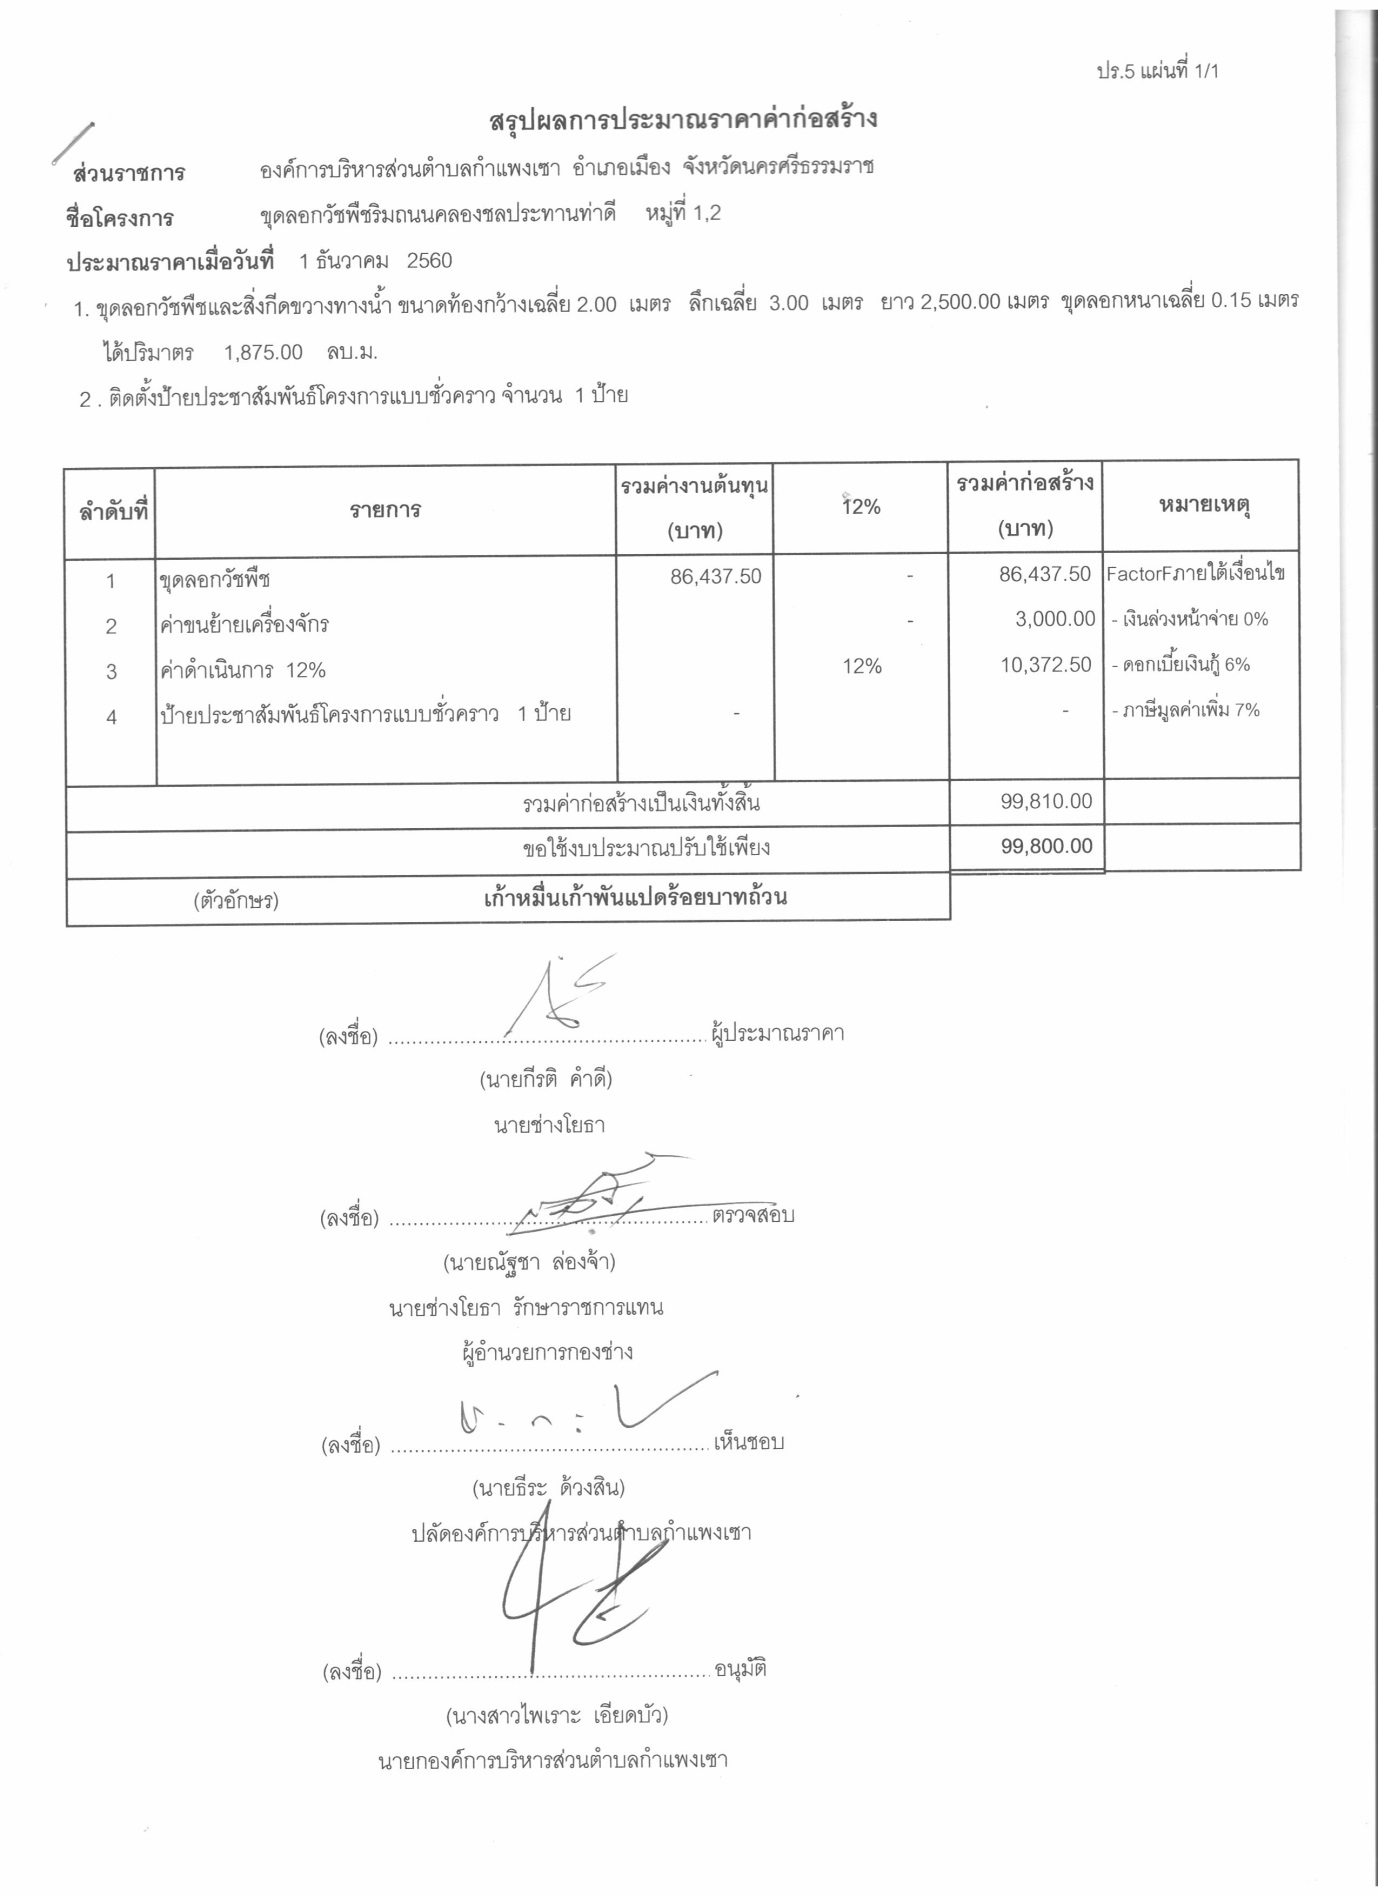 ปร.5 แผ่นที่ 1/1
สรุปผลการประมาณราคาค่าก่อสร้าง
ส่วนราชการ องค์การบริหารส่วนตำบลกำแพงเซา อำเภอเมือง จังหวัดนครศรีธรรมราช
ชื่อโครงการ ขุดลอกวัชพืชริมถนนคลองชลประทานท่าดี หมู่ที่ 1,2
ประมาณราคาเมื่อวันที่ 1 ธันวาคม 2560
1. ขุดลอกวัชพืชและสิ่งกีดขวางทางน้ำ ขนาดท้องกว้างเฉลี่ย 2.00 เมตร ลึกเฉลี่ย 3.00 เมตร ยาว 2,500.00 เมตร ขุดลอกหนาเฉลี่ย 0.15 เมตร
ได้ปริมาตร 1,875.00 ลบ.ม.
2 . ติดตั้งป้ายประชาสัมพันธ์โครงการแบบชั่วคราว จำนวน 1 ป้าย
ลำดับที่ รายการ รวมค่างานต้นทุน (บาท) 12% รวมค่าก่อสร้าง (บาท) หมายเหตุ
1 ขุดลอกวัชพืช 86,437.50 - 86,437.50 FactorFภายใต้เงื่อนไข
2 ค่าขนย้ายเครื่องจักร - 3,000.00 - เงินล่วงหน้าจ่าย 0%
3 ค่าดำเนินการ 12% 12% 10,372.50 - ดอกเบี้ยเงินกู้ 6%
4 ป้ายประชาสัมพันธ์โครงการแบบชั่วคราว 1 ป้าย - - - ภาษีมูลค่าเพิ่ม 7%
รวมค่าก่อสร้างเป็นเงินทั้งสิ้น 99,810.00
ขอใช้งบประมาณปรับใช้เพียง 99,800.00
(ตัวอักษร) เก้าหมื่นเก้าพันแปดร้อยบาทถ้วน
(ลงชื่อ) ........................................ ผู้ประมาณราคา
(นายกีรติ คำดี)
นายช่างโยธา
(ลงชื่อ) ........................................ ตรวจสอบ
(นายณัฐชา ล่องจ้า)
นายช่างโยธา รักษาราชการแทน
ผู้อำนวยการกองช่าง
(ลงชื่อ) ........................................ เห็นชอบ
(นายธีระ ด้วงสิน)
ปลัดองค์การบริหารส่วนตำบลกำแพงเซา
(ลงชื่อ) ........................................ อนุมัติ
(นางสาวไพเราะ เอียดบัว)
นายกองค์การบริหารส่วนตำบลกำแพงเซา